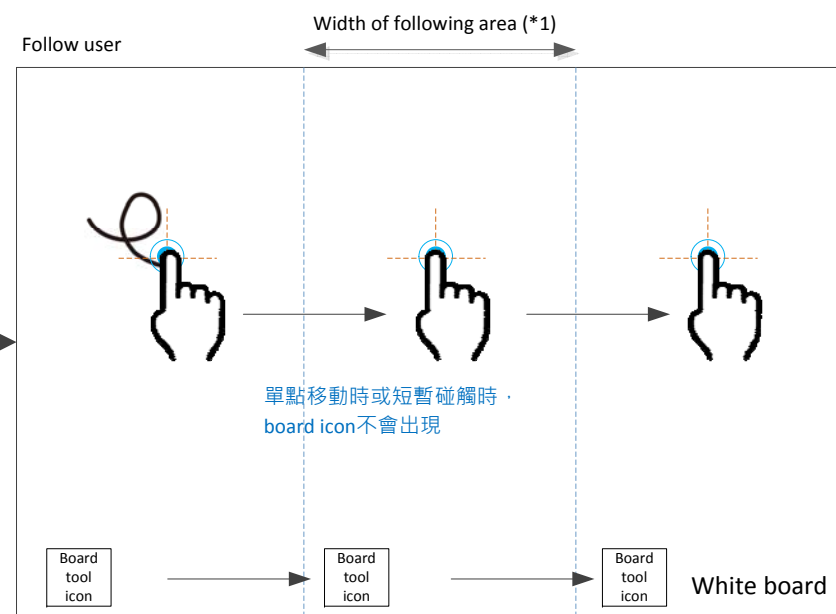 Width of following area (*1)
Follow user
單點移動時或短暫碰觸時，
board icon不會出現
Board
tool
icon
Board
tool
icon
Board
tool
icon
White board